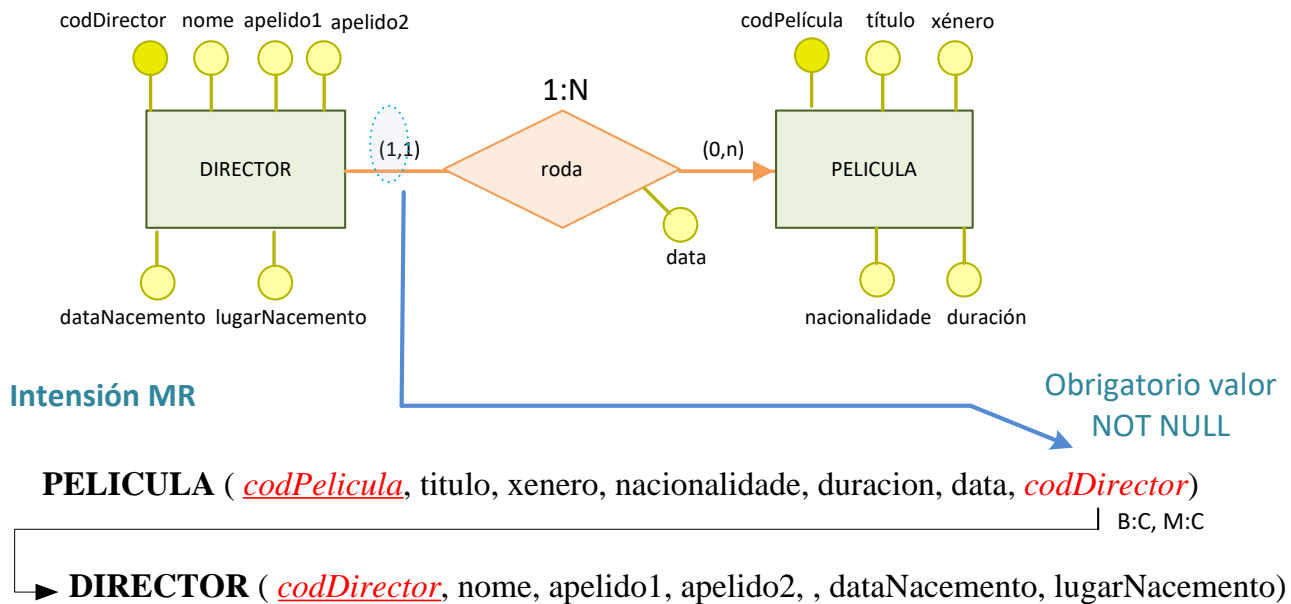 codDirector nome apelido1 apelido2
codPelícula título xénero
1:N
DIRECTOR (1,1) roda (0,n) PELICULA
data
dataNacemento lugarNacemento
nacionalidade duración
Intensión MR
Obrigatorio valor
NOT NULL
PELICULA ( codPelicula, titulo, xenero, nacionalidade, duracion, data, codDirector)
B:C, M:C
DIRECTOR ( codDirector, nome, apelido1, apelido2, , dataNacemento, lugarNacemento)